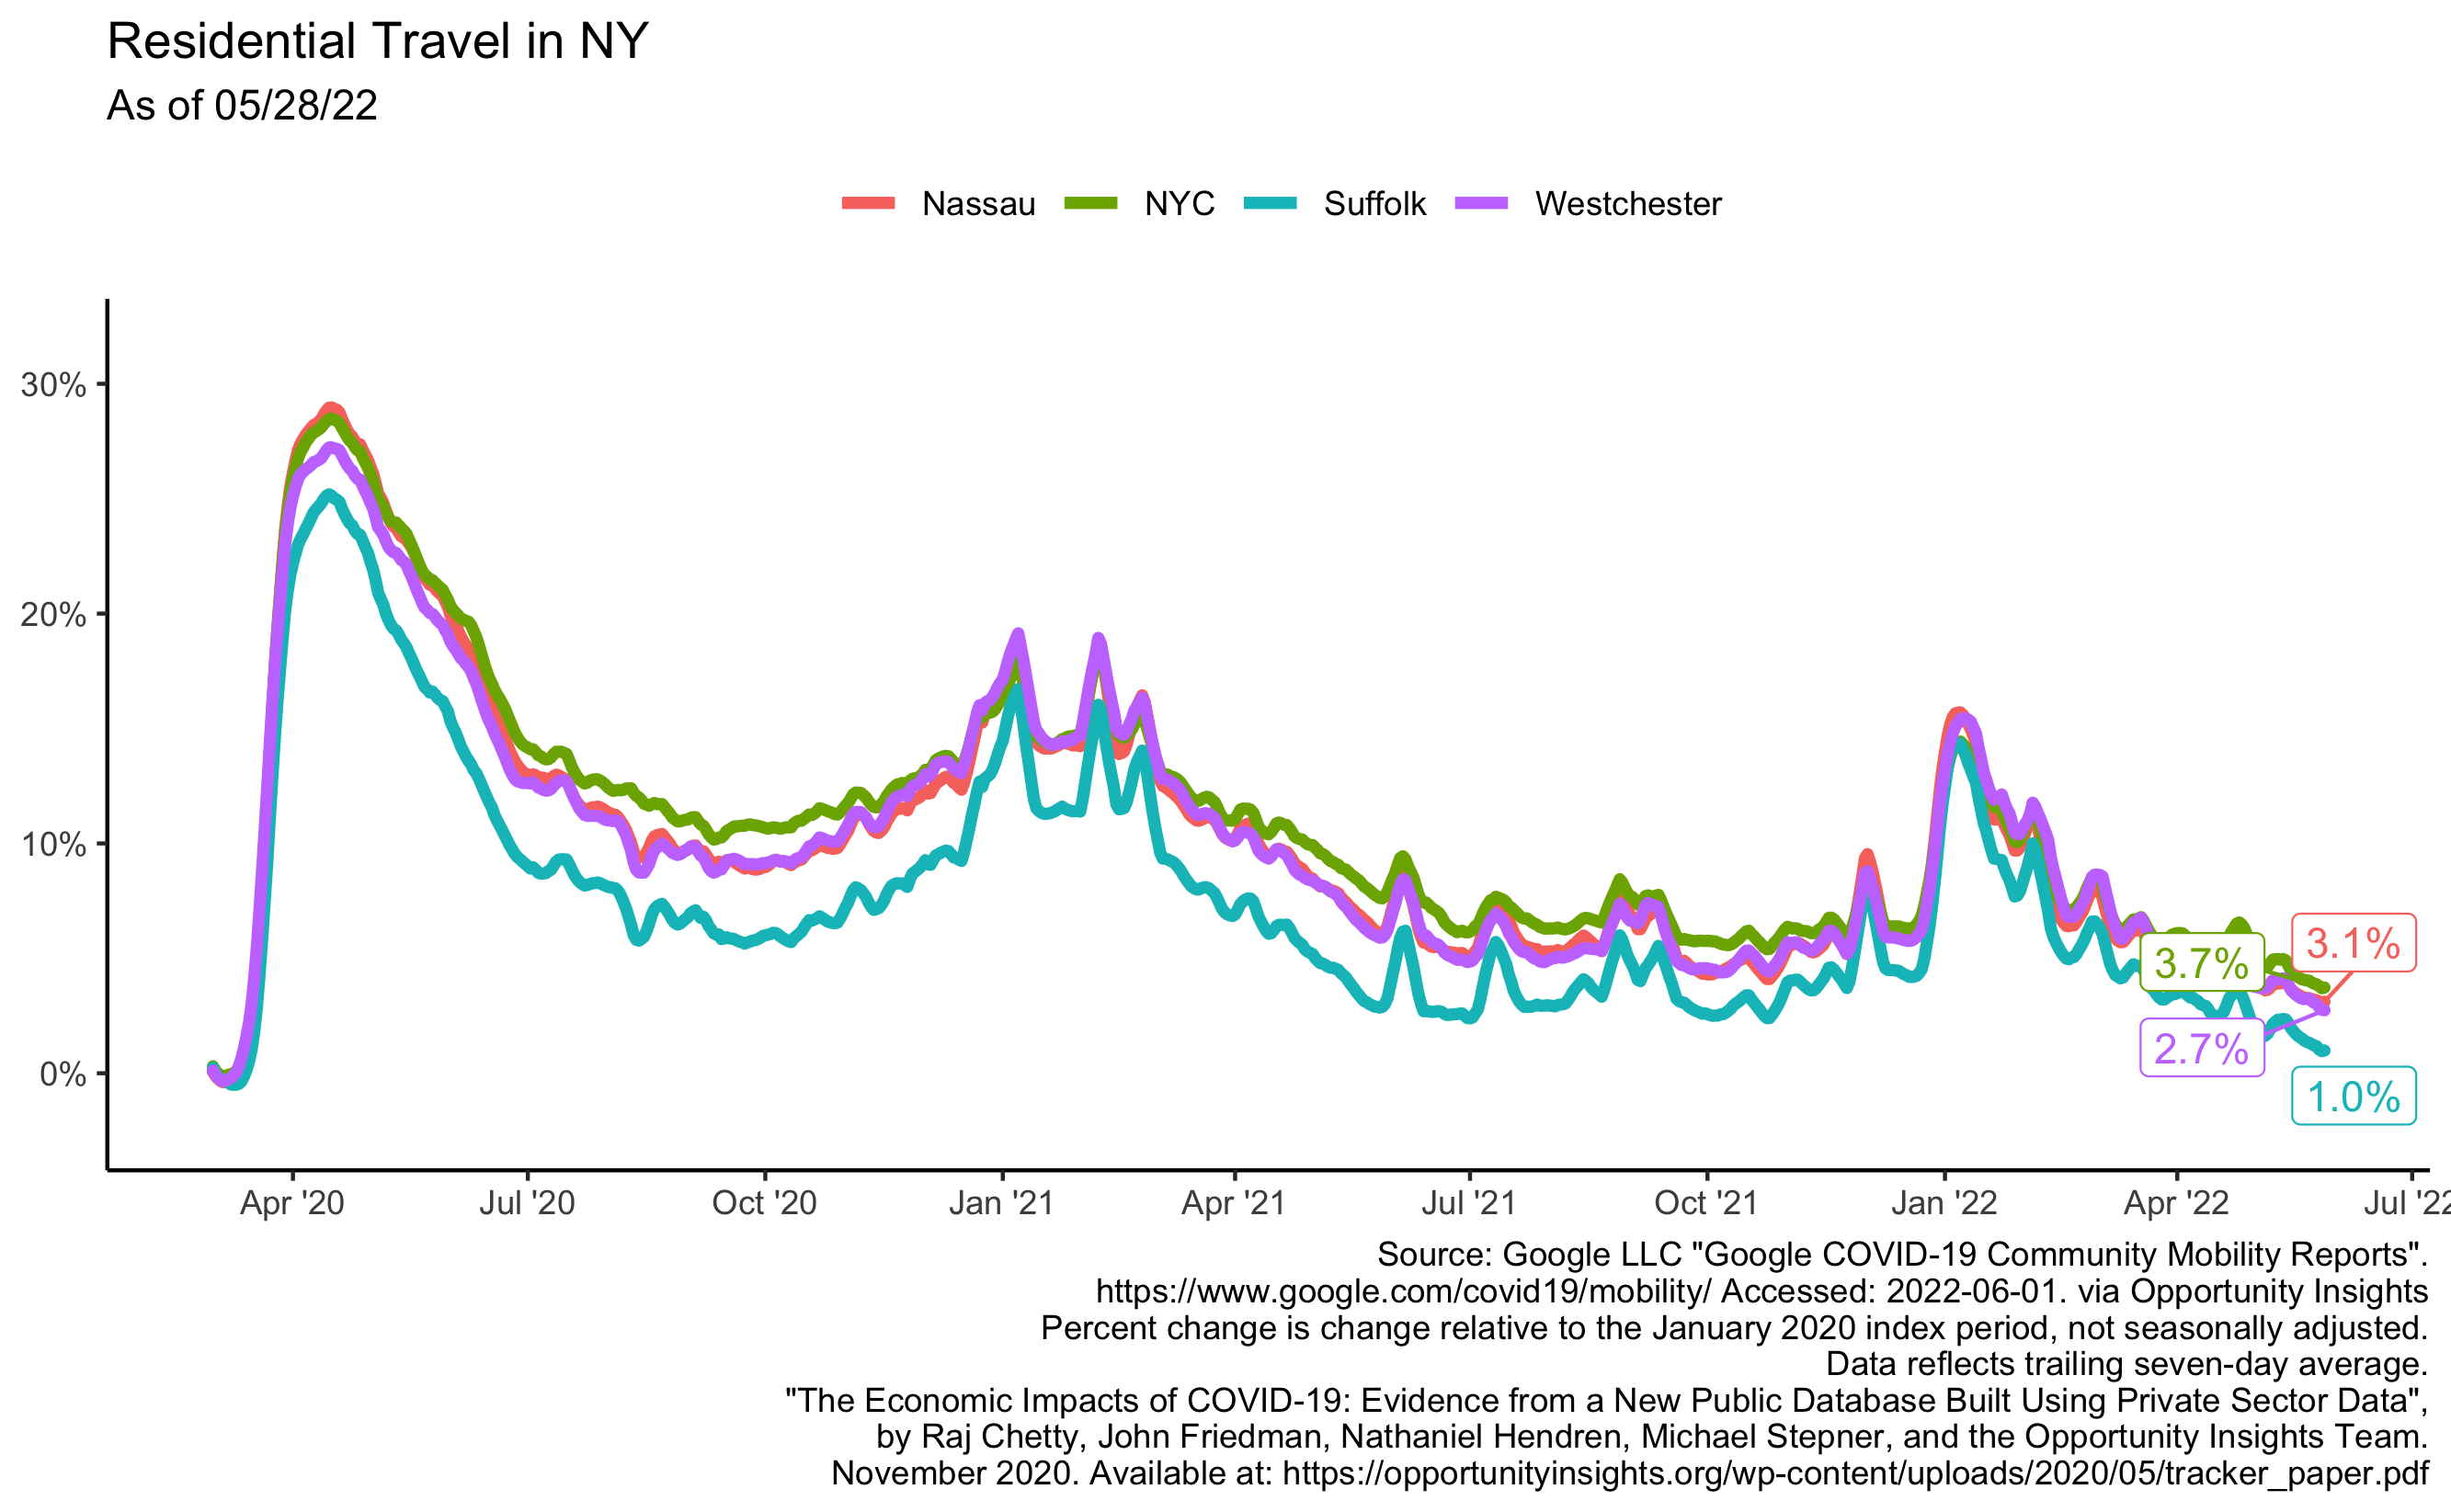 Residential Travel in NY
As of 05/28/22
Nassau NYC Suffolk Westchester
30%
20%
10%
0%
3.1%
3.7%
2.7%
1.0%
Apr '20 Jul '20 Oct '20 Jan '21 Apr '21 Jul '21 Oct '21 Jan '22 Apr '22 Jul '22
Source: Google LLC "Google COVID-19 Community Mobility Reports".
https://www.google.com/covid19/mobility/ Accessed: 2022-06-01. via Opportunity Insights
Percent change is change relative to the January 2020 index period, not seasonally adjusted.
Data reflects trailing seven-day average.
"The Economic Impacts of COVID-19: Evidence from a New Public Database Built Using Private Sector Data",
by Raj Chetty, John Friedman, Nathaniel Hendren, Michael Stepner, and the Opportunity Insights Team.
November 2020. Available at: https://opportunityinsights.org/wp-content/uploads/2020/05/tracker_paper.pdf